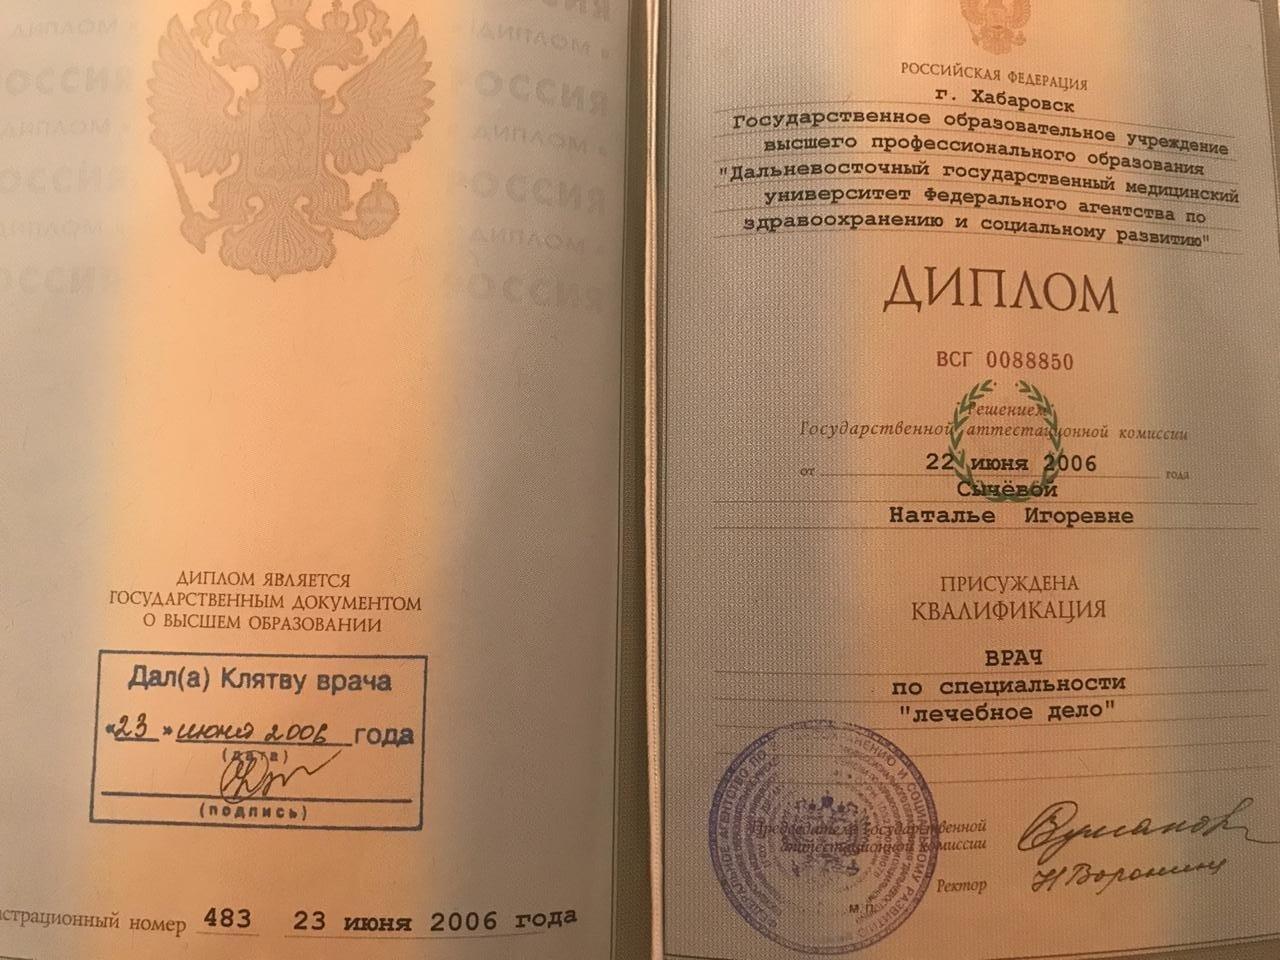 ДИПЛОМ ЯВЛЯЕТСЯ
ГОСУДАРСТВЕННЫМ ДОКУМЕНТОМ
О ВЫСШЕМ ОБРАЗОВАНИИ
Дал(а) Клятву врача
"23" июня 2006 года
(дата)
(подпись)
страционный номер 483 23 июня 2006 года
РОССИЙСКАЯ ФЕДЕРАЦИЯ
г. Хабаровск
Государственное образовательное учреждение
высшего профессионального образования
"Дальневосточный государственный медицинский
университет Федерального агентства по
здравоохранению и социальному развитию"
ДИПЛОМ
ВСГ 0088850
Решением
Государственной аттестационной комиссии
от 22 июня 2006 года
Сычёвой
Наталье Игоревне
ПРИСУЖДЕНА
КВАЛИФИКАЦИЯ
ВРАЧ
по специальности
"лечебное дело"
Председатель Государственной
аттестационной комиссии
Ректор
м.п.